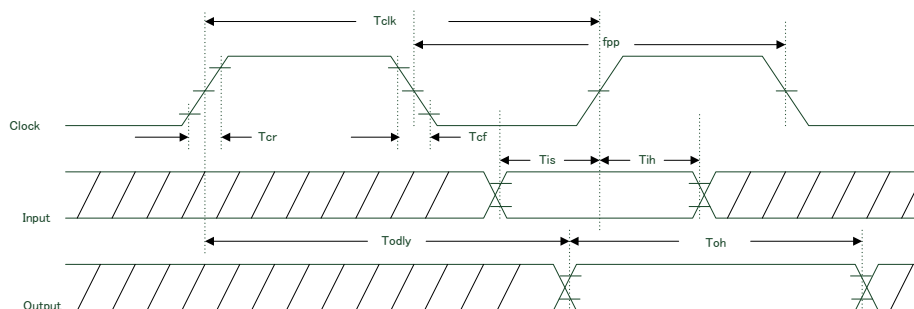 Tclk
fpp
Clock
Tcr
Tcf
Tis
Tih
Input
Todly
Toh
Output